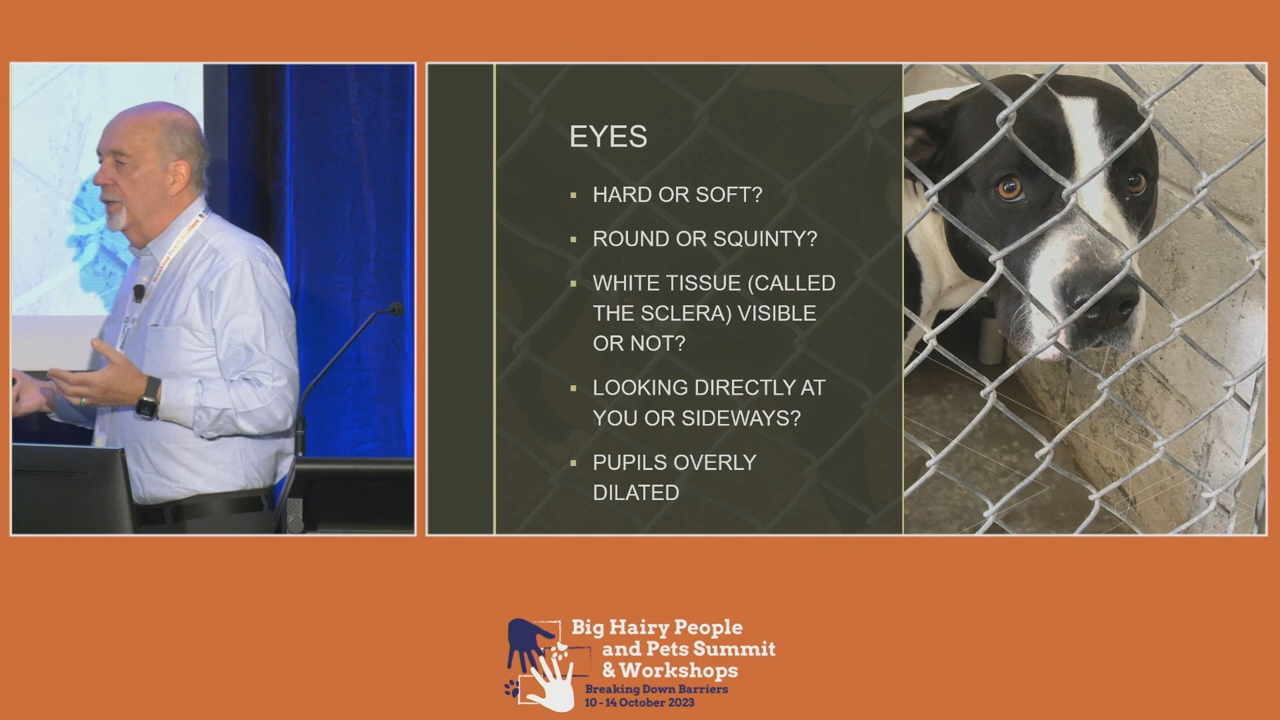 EYES
HARD OR SOFT?
ROUND OR SQUINTY?
WHITE TISSUE (CALLED
THE SCLERA) VISIBLE
OR NOT?
LOOKING DIRECTLY AT
YOU OR SIDEWAYS?
PUPILS OVERLY
DILATED
Big Hairy People
and Pets Summit
& Workshops
Breaking Down Barriers
10 - 14 October 2023